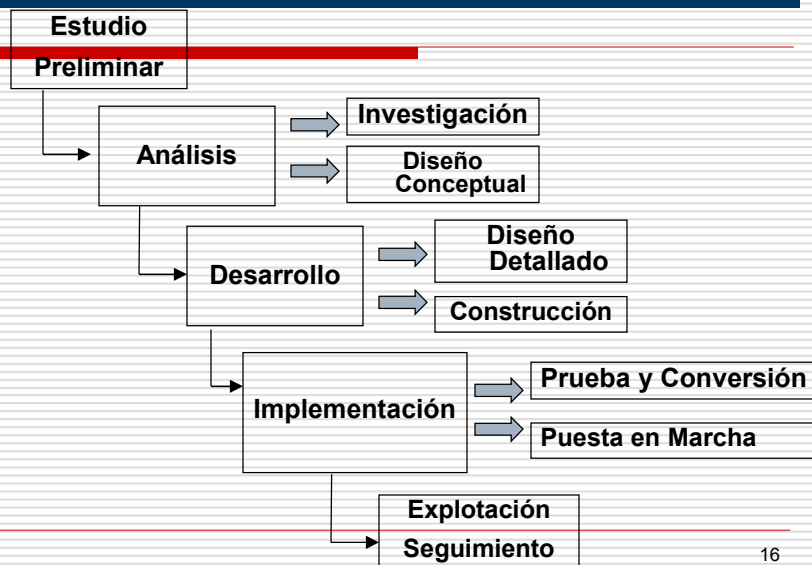 Estudio
Preliminar
Análisis
Investigación
Diseño
Conceptual
Desarrollo
Diseño
Detallado
Construcción
Implementación
Prueba y Conversión
Puesta en Marcha
Explotación
Seguimiento
16